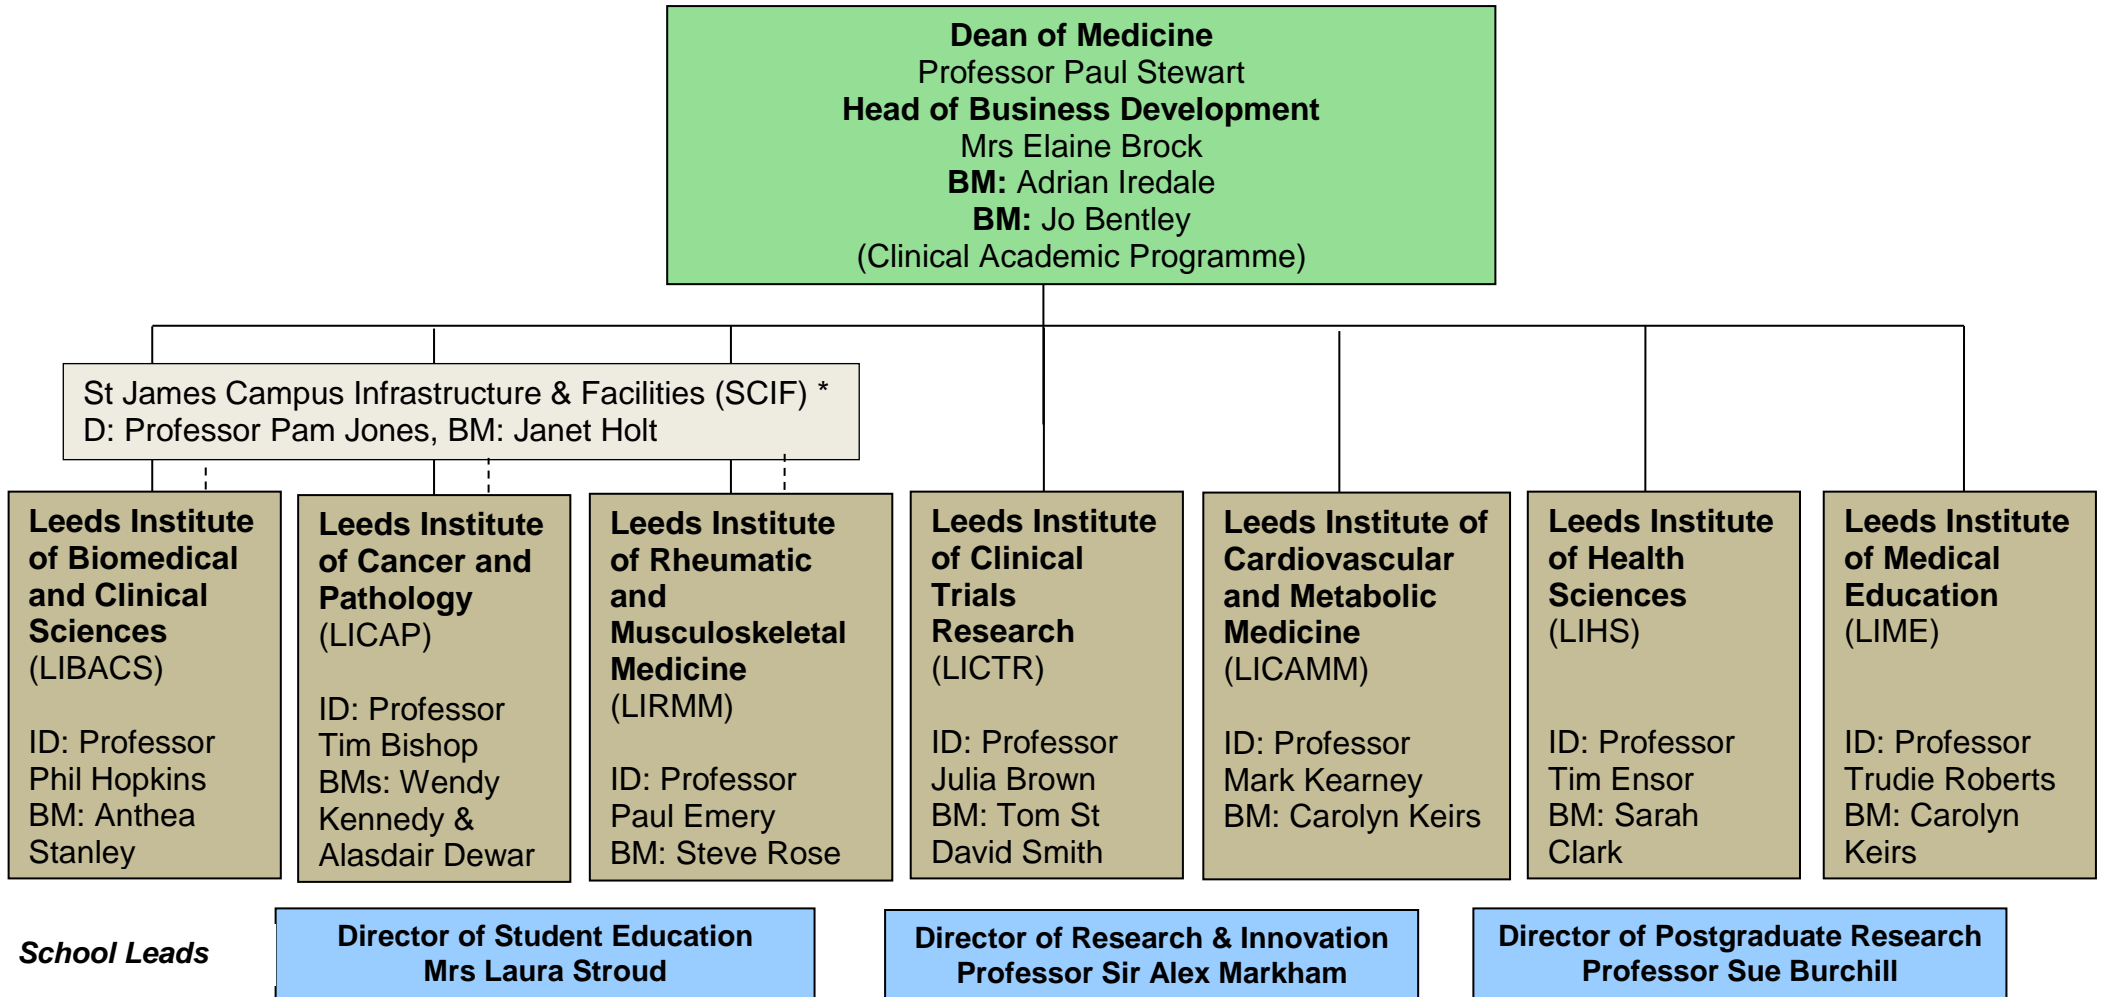 Dean of Medicine
Professor Paul Stewart
Head of Business Development
Mrs Elaine Brock
BM: Adrian Iredale
BM: Jo Bentley
(Clinical Academic Programme)
St James Campus Infrastructure & Facilities (SCIF) *
D: Professor Pam Jones, BM: Janet Holt
Leeds Institute
of Biomedical
and Clinical
Sciences
(LIBACS)
ID: Professor
Phil Hopkins
BM: Anthea
Stanley
Leeds Institute
of Cancer and
Pathology
(LICAP)
ID: Professor
Tim Bishop
BMs: Wendy
Kennedy &
Alasdair Dewar
Leeds Institute
of Rheumatic
and
Musculoskeletal
Medicine
(LIRMM)
ID: Professor
Paul Emery
BM: Steve Rose
Leeds Institute
of Clinical
Trials
Research
(LICTR)
ID: Professor
Julia Brown
BM: Tom St
David Smith
Leeds Institute of
Cardiovascular
and Metabolic
Medicine
(LICAMM)
ID: Professor
Mark Kearney
BM: Carolyn Keirs
Leeds Institute
of Health
Sciences
(LIHS)
ID: Professor
Tim Ensor
BM: Sarah
Clark
Leeds Institute
of Medical
Education
(LIME)
ID: Professor
Trudie Roberts
BM: Carolyn
Keirs
School Leads
Director of Student Education
Mrs Laura Stroud
Director of Research & Innovation
Professor Sir Alex Markham
Director of Postgraduate Research
Professor Sue Burchill